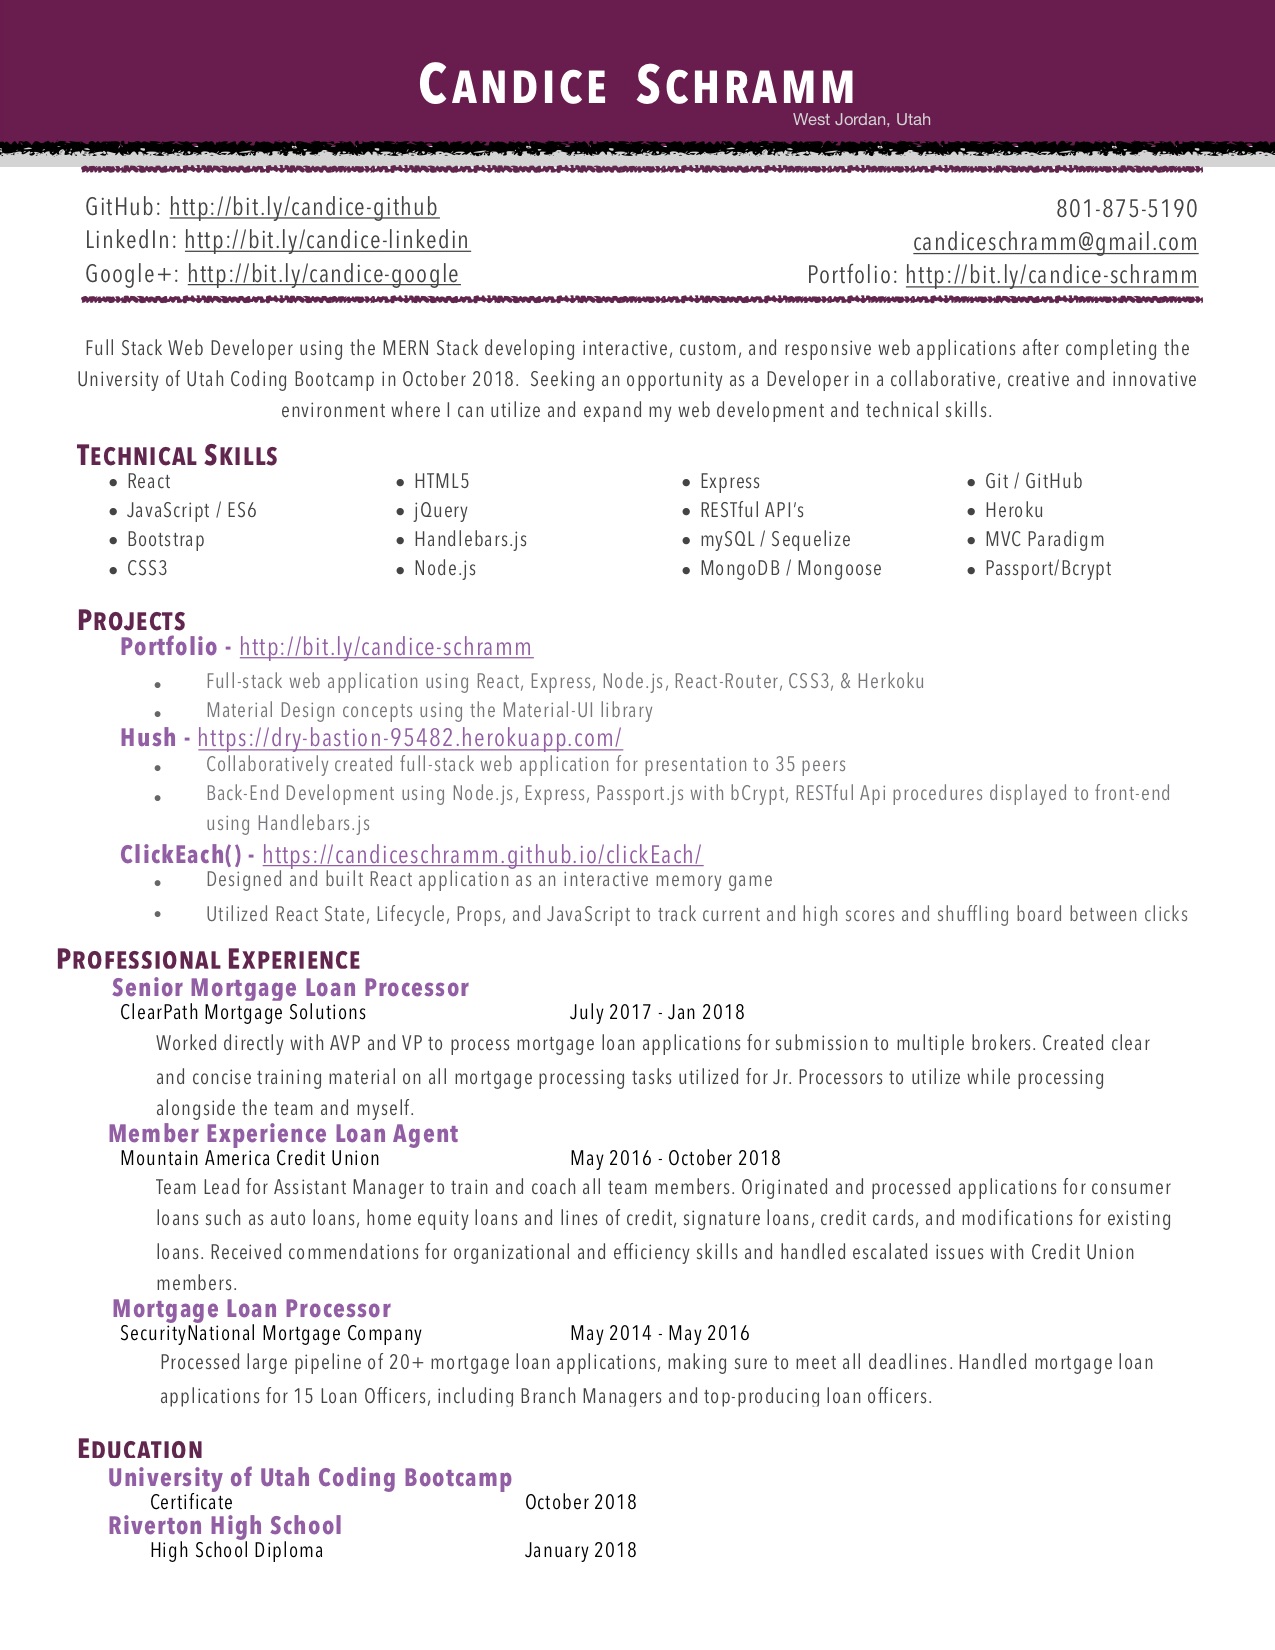 CANDICE SCHRAMM
West Jordan, Utah
GitHub: http://bit.ly/candice-github
LinkedIn: http://bit.ly/candice-linkedin
Google+: http://bit.ly/candice-google
801-875-5190
candiceschramm@gmail.com
Portfolio: http://bit.ly/candice-schramm
Full Stack Web Developer using the MERN Stack developing interactive, custom, and responsive web applications after completing the
University of Utah Coding Bootcamp in October 2018. Seeking an opportunity as a Developer in a collaborative, creative and innovative
environment where I can utilize and expand my web development and technical skills.
TECHNICAL SKILLS
• React
• JavaScript / ES6
• Bootstrap
• CSS3
• HTML5
• jQuery
• Handlebars.js
• Node.js
• Express
• RESTful API's
• mySQL / Sequelize
• MongoDB / Mongoose
• Git / GitHub
• Heroku
• MVC Paradigm
• Passport/Bcrypt
PROJECTS
Portfolio - http://bit.ly/candice-schramm
• Full-stack web application using React, Express, Node.js, React-Router, CSS3, & Herkoku
• Material Design concepts using the Material-UI library
Hush - https://dry-bastion-95482.herokuapp.com/
• Collaboratively created full-stack web application for presentation to 35 peers
• Back-End Development using Node.js, Express, Passport.js with bCrypt, RESTful Api procedures displayed to front-end
using Handlebars.js
ClickEach() - https://candiceschramm.github.io/clickEach/
• Designed and built React application as an interactive memory game
• Utilized React State, Lifecycle, Props, and JavaScript to track current and high scores and shuffling board between clicks
PROFESSIONAL EXPERIENCE
Senior Mortgage Loan Processor
ClearPath Mortgage Solutions July 2017 - Jan 2018
Worked directly with AVP and VP to process mortgage loan applications for submission to multiple brokers. Created clear
and concise training material on all mortgage processing tasks utilized for Jr. Processors to utilize while processing
alongside the team and myself.
Member Experience Loan Agent
Mountain America Credit Union May 2016 - October 2018
Team Lead for Assistant Manager to train and coach all team members. Originated and processed applications for consumer
loans such as auto loans, home equity loans and lines of credit, signature loans, credit cards, and modifications for existing
loans. Received commendations for organizational and efficiency skills and handled escalated issues with Credit Union
members.
Mortgage Loan Processor
SecurityNational Mortgage Company May 2014 - May 2016
Processed large pipeline of 20+ mortgage loan applications, making sure to meet all deadlines. Handled mortgage loan
applications for 15 Loan Officers, including Branch Managers and top-producing loan officers.
EDUCATION
University of Utah Coding Bootcamp
Certificate October 2018
Riverton High School
High School Diploma January 2018